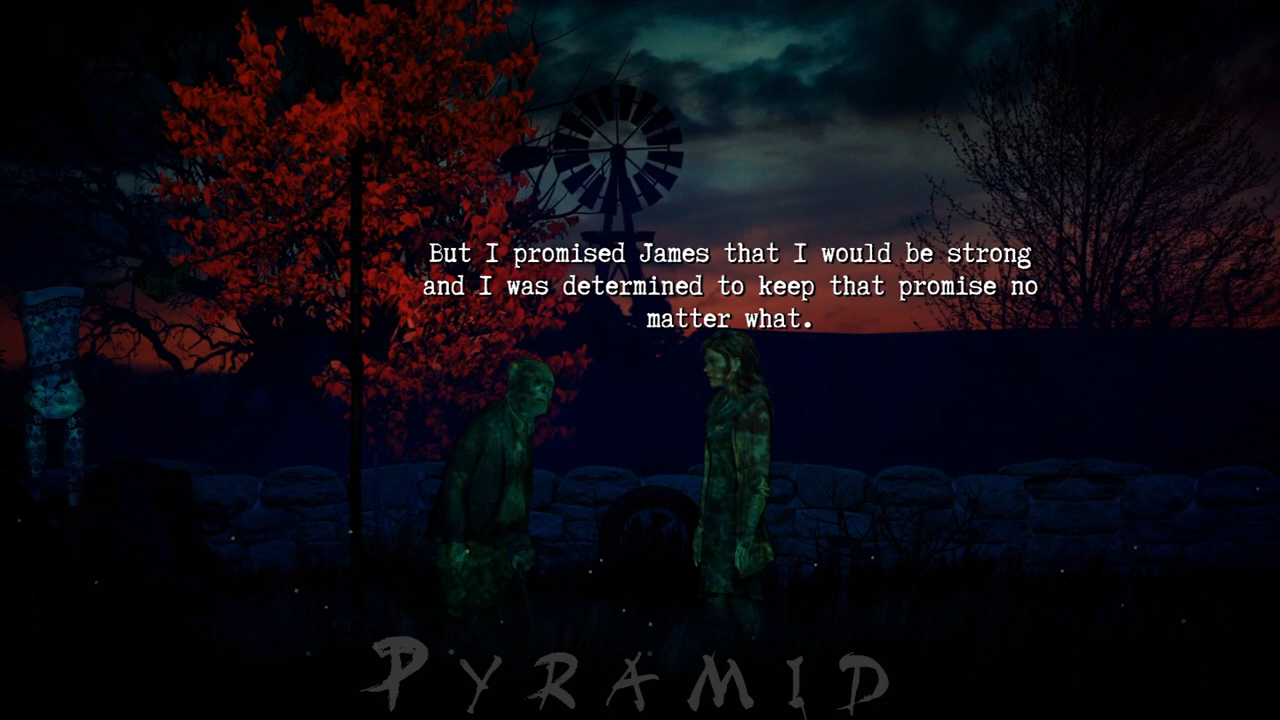 But I promised James that I would be strong
and I was determined to keep that promise no
matter what.
PYRAMID